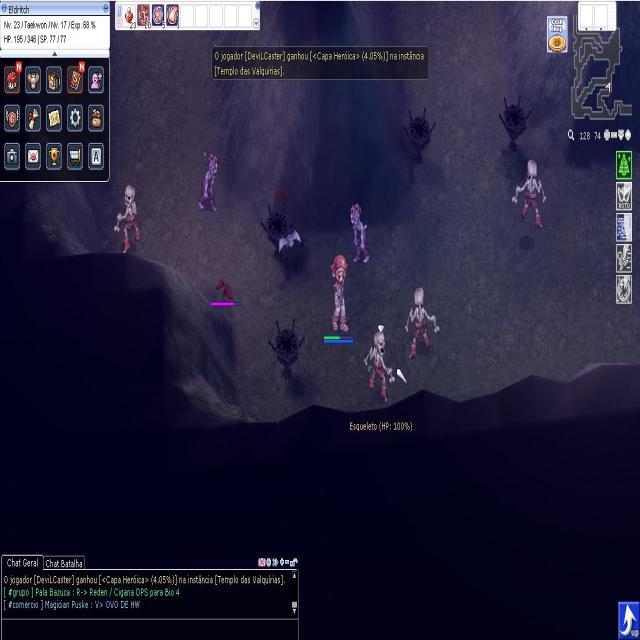 Eldritch
Nv. 23 / Taekwon / Nv. 17 / Exp. 68 %
HP. 195 / 346 | SP. 77 / 77
O jogador [DeviLCaster] ganhou [<Capa Heróica> (4.05%)] na instância
[Templo das Valquírias].
128 74
Esqueleto (HP: 100%)
Chat Geral Chat Batalha
O jogador [DeviLCaster] ganhou [<Capa Heróica> (4.05%)] na instância [Templo das Valquírias].
[ #grupo ] Pala Bazuca : R-> Reden / Cigana DPS para Bio 4
[ #comercio ] Magician Puske : V> OVO DE HW